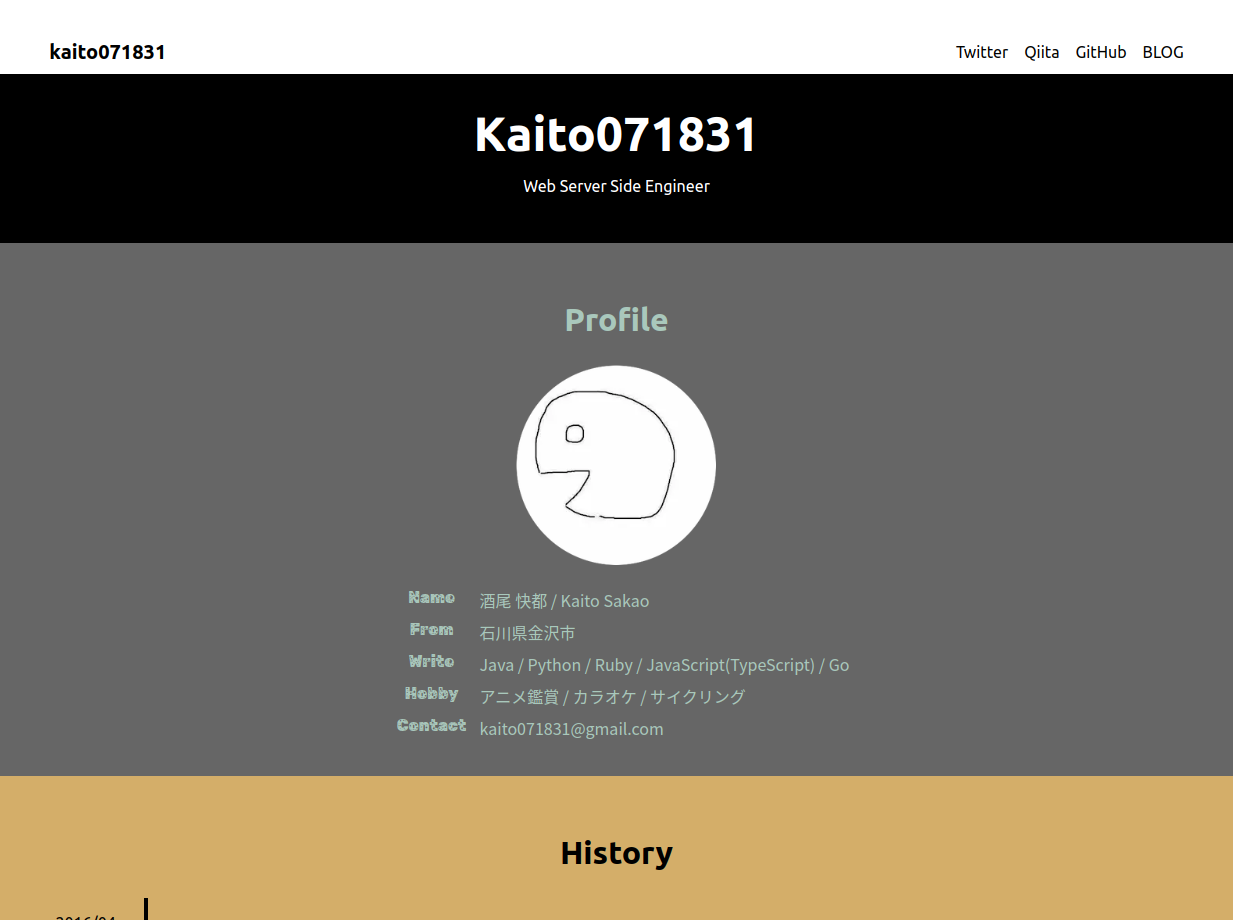 kaito071831 Twitter Qiita GitHub BLOG
Kaito071831
Web Server Side Engineer
Profile
Name 酒尾 快都 / Kaito Sakao
From 石川県金沢市
Write Java / Python / Ruby / JavaScript(TypeScript) / Go
Hobby アニメ鑑賞 / カラオケ / サイクリング
Contact kaito071831@gmail.com
History
2016/04